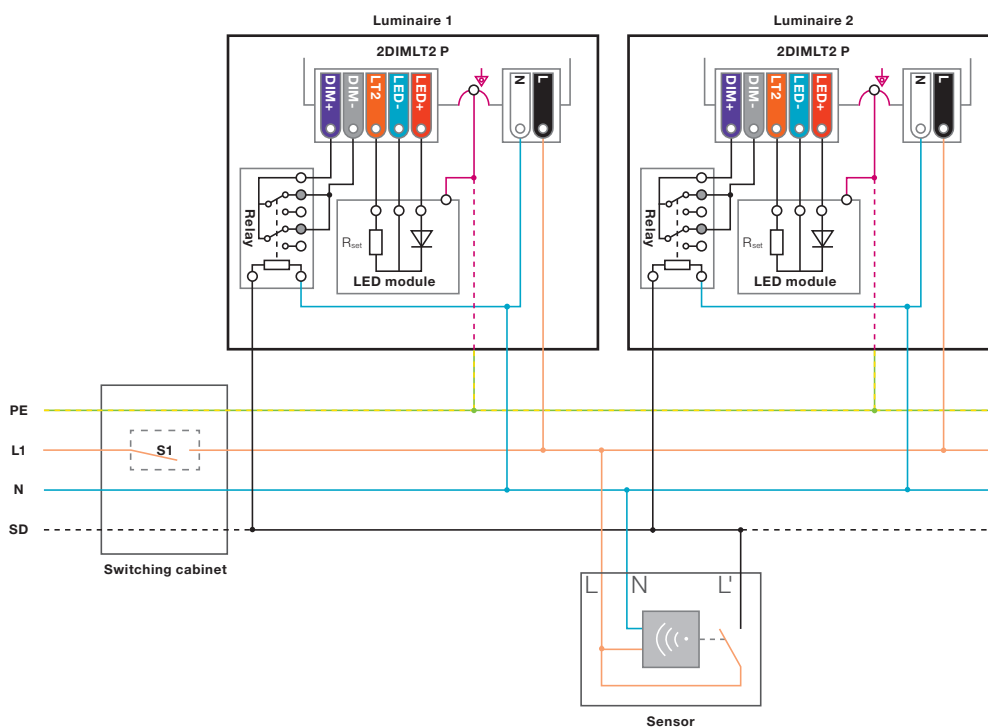 Luminaire 1
Luminaire 2
2DIMLT2 P
2DIMLT2 P
DIM+
DIM-
LT2
LED-
LED+
N
L
DIM+
DIM-
LT2
LED-
LED+
N
L
Relay
Rset
LED module
Relay
Rset
LED module
PE
L1
S1
N
SD
Switching cabinet
L N L'
Sensor